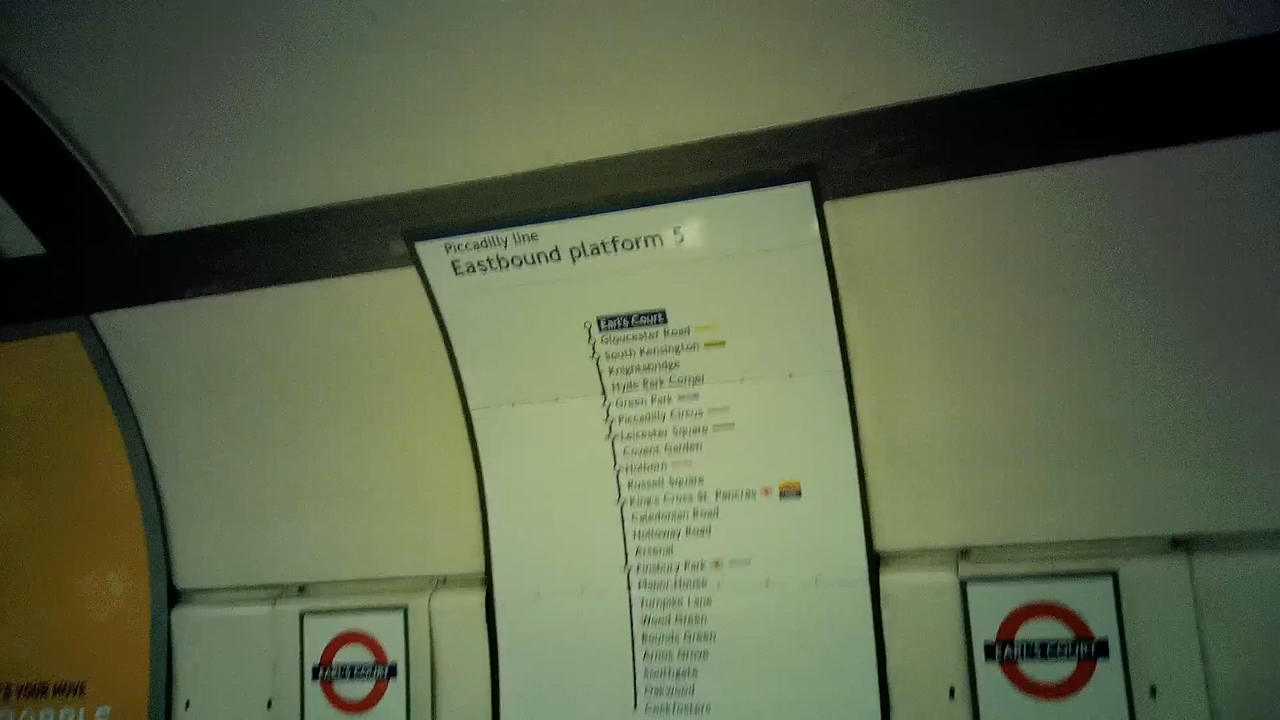 Piccadilly line
Eastbound platform 5
Earl's Court
Gloucester Road
South Kensington
Knightsbridge
Hyde Park Corner
Green Park
Piccadilly Circus
Leicester Square
Covent Garden
Holborn
Russell Square
King's Cross St. Pancras
Caledonian Road
Holloway Road
Arsenal
Finsbury Park
Manor House
Turnpike Lane
Wood Green
Bounds Green
Arnos Grove
Southgate
Oakwood
Cockfosters
EARL'S COURT
EARL'S COURT
YOUR MOVE